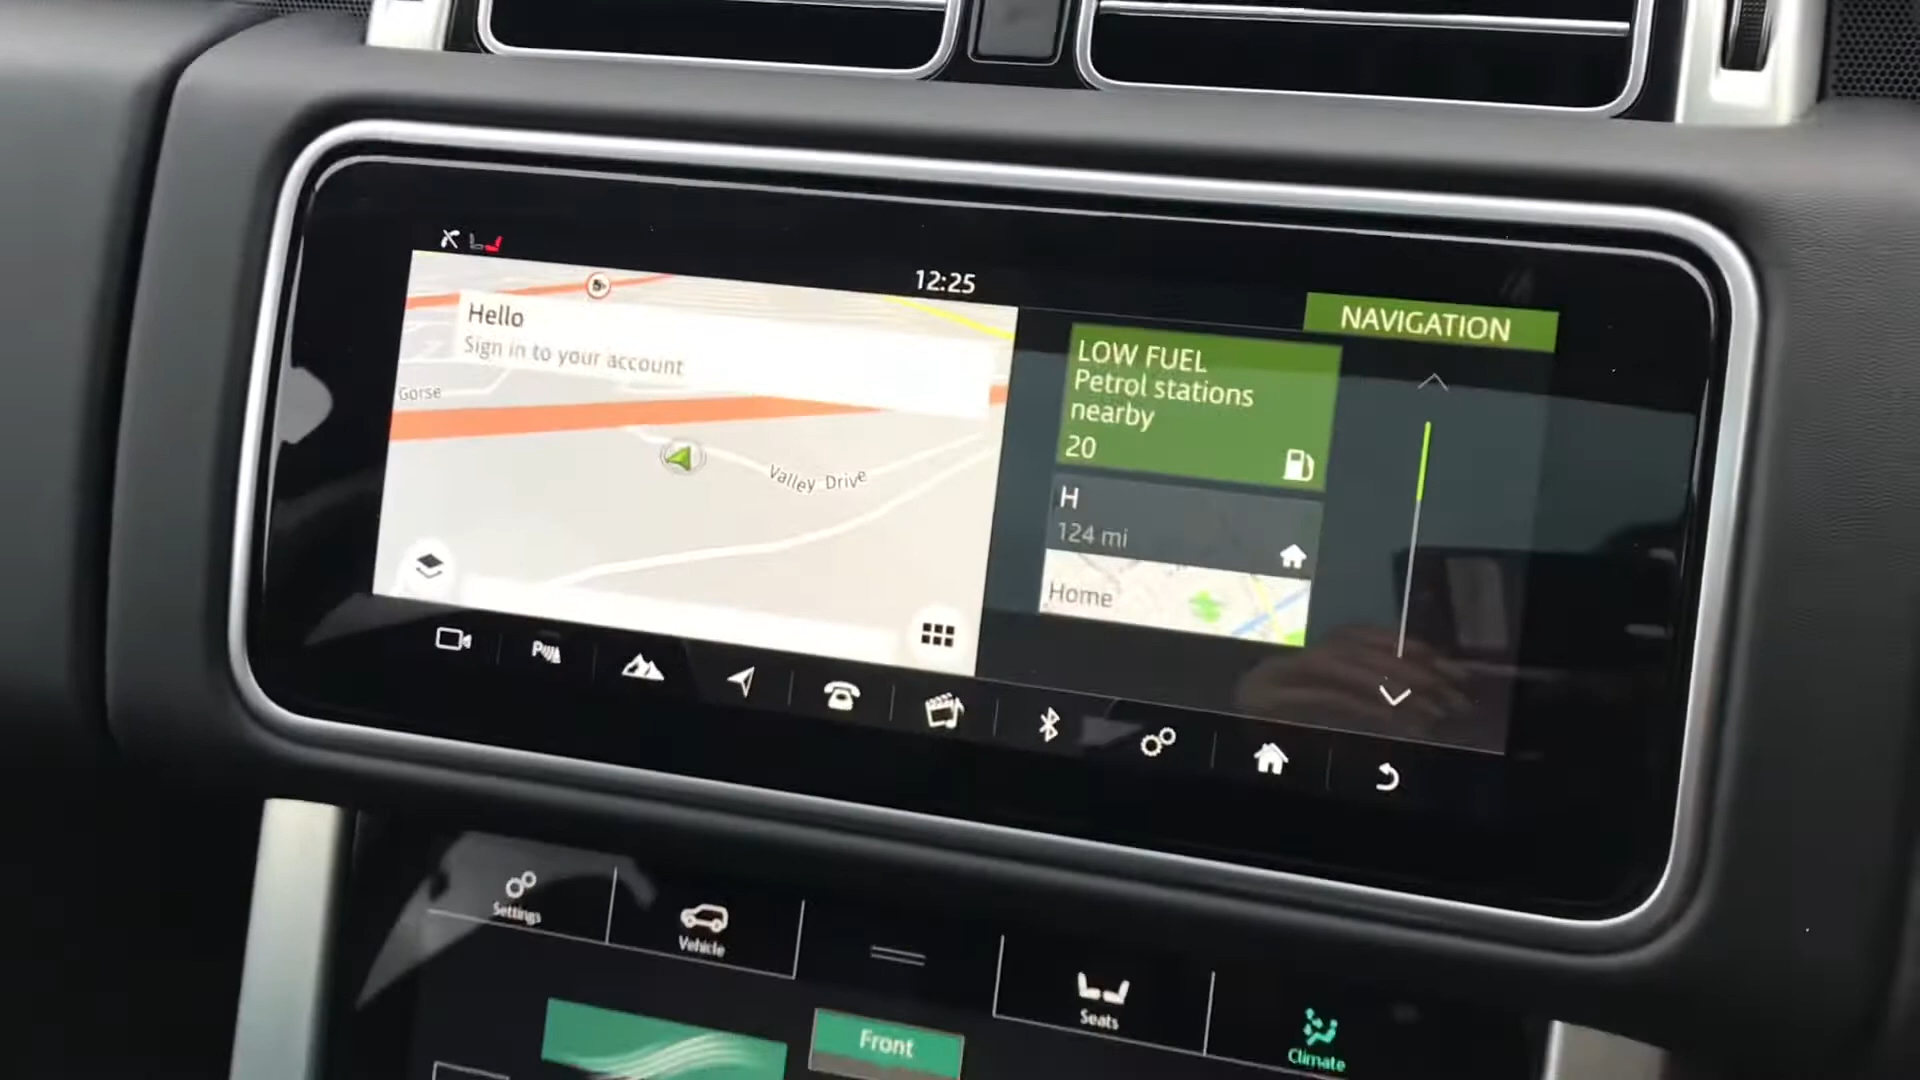 12:25
Hello
Sign in to your account
Gorse
Valley Drive
NAVIGATION
LOW FUEL
Petrol stations
nearby
20
H
124 mi
Home
P
Settings
Vehicle
Seats
Climate
Front